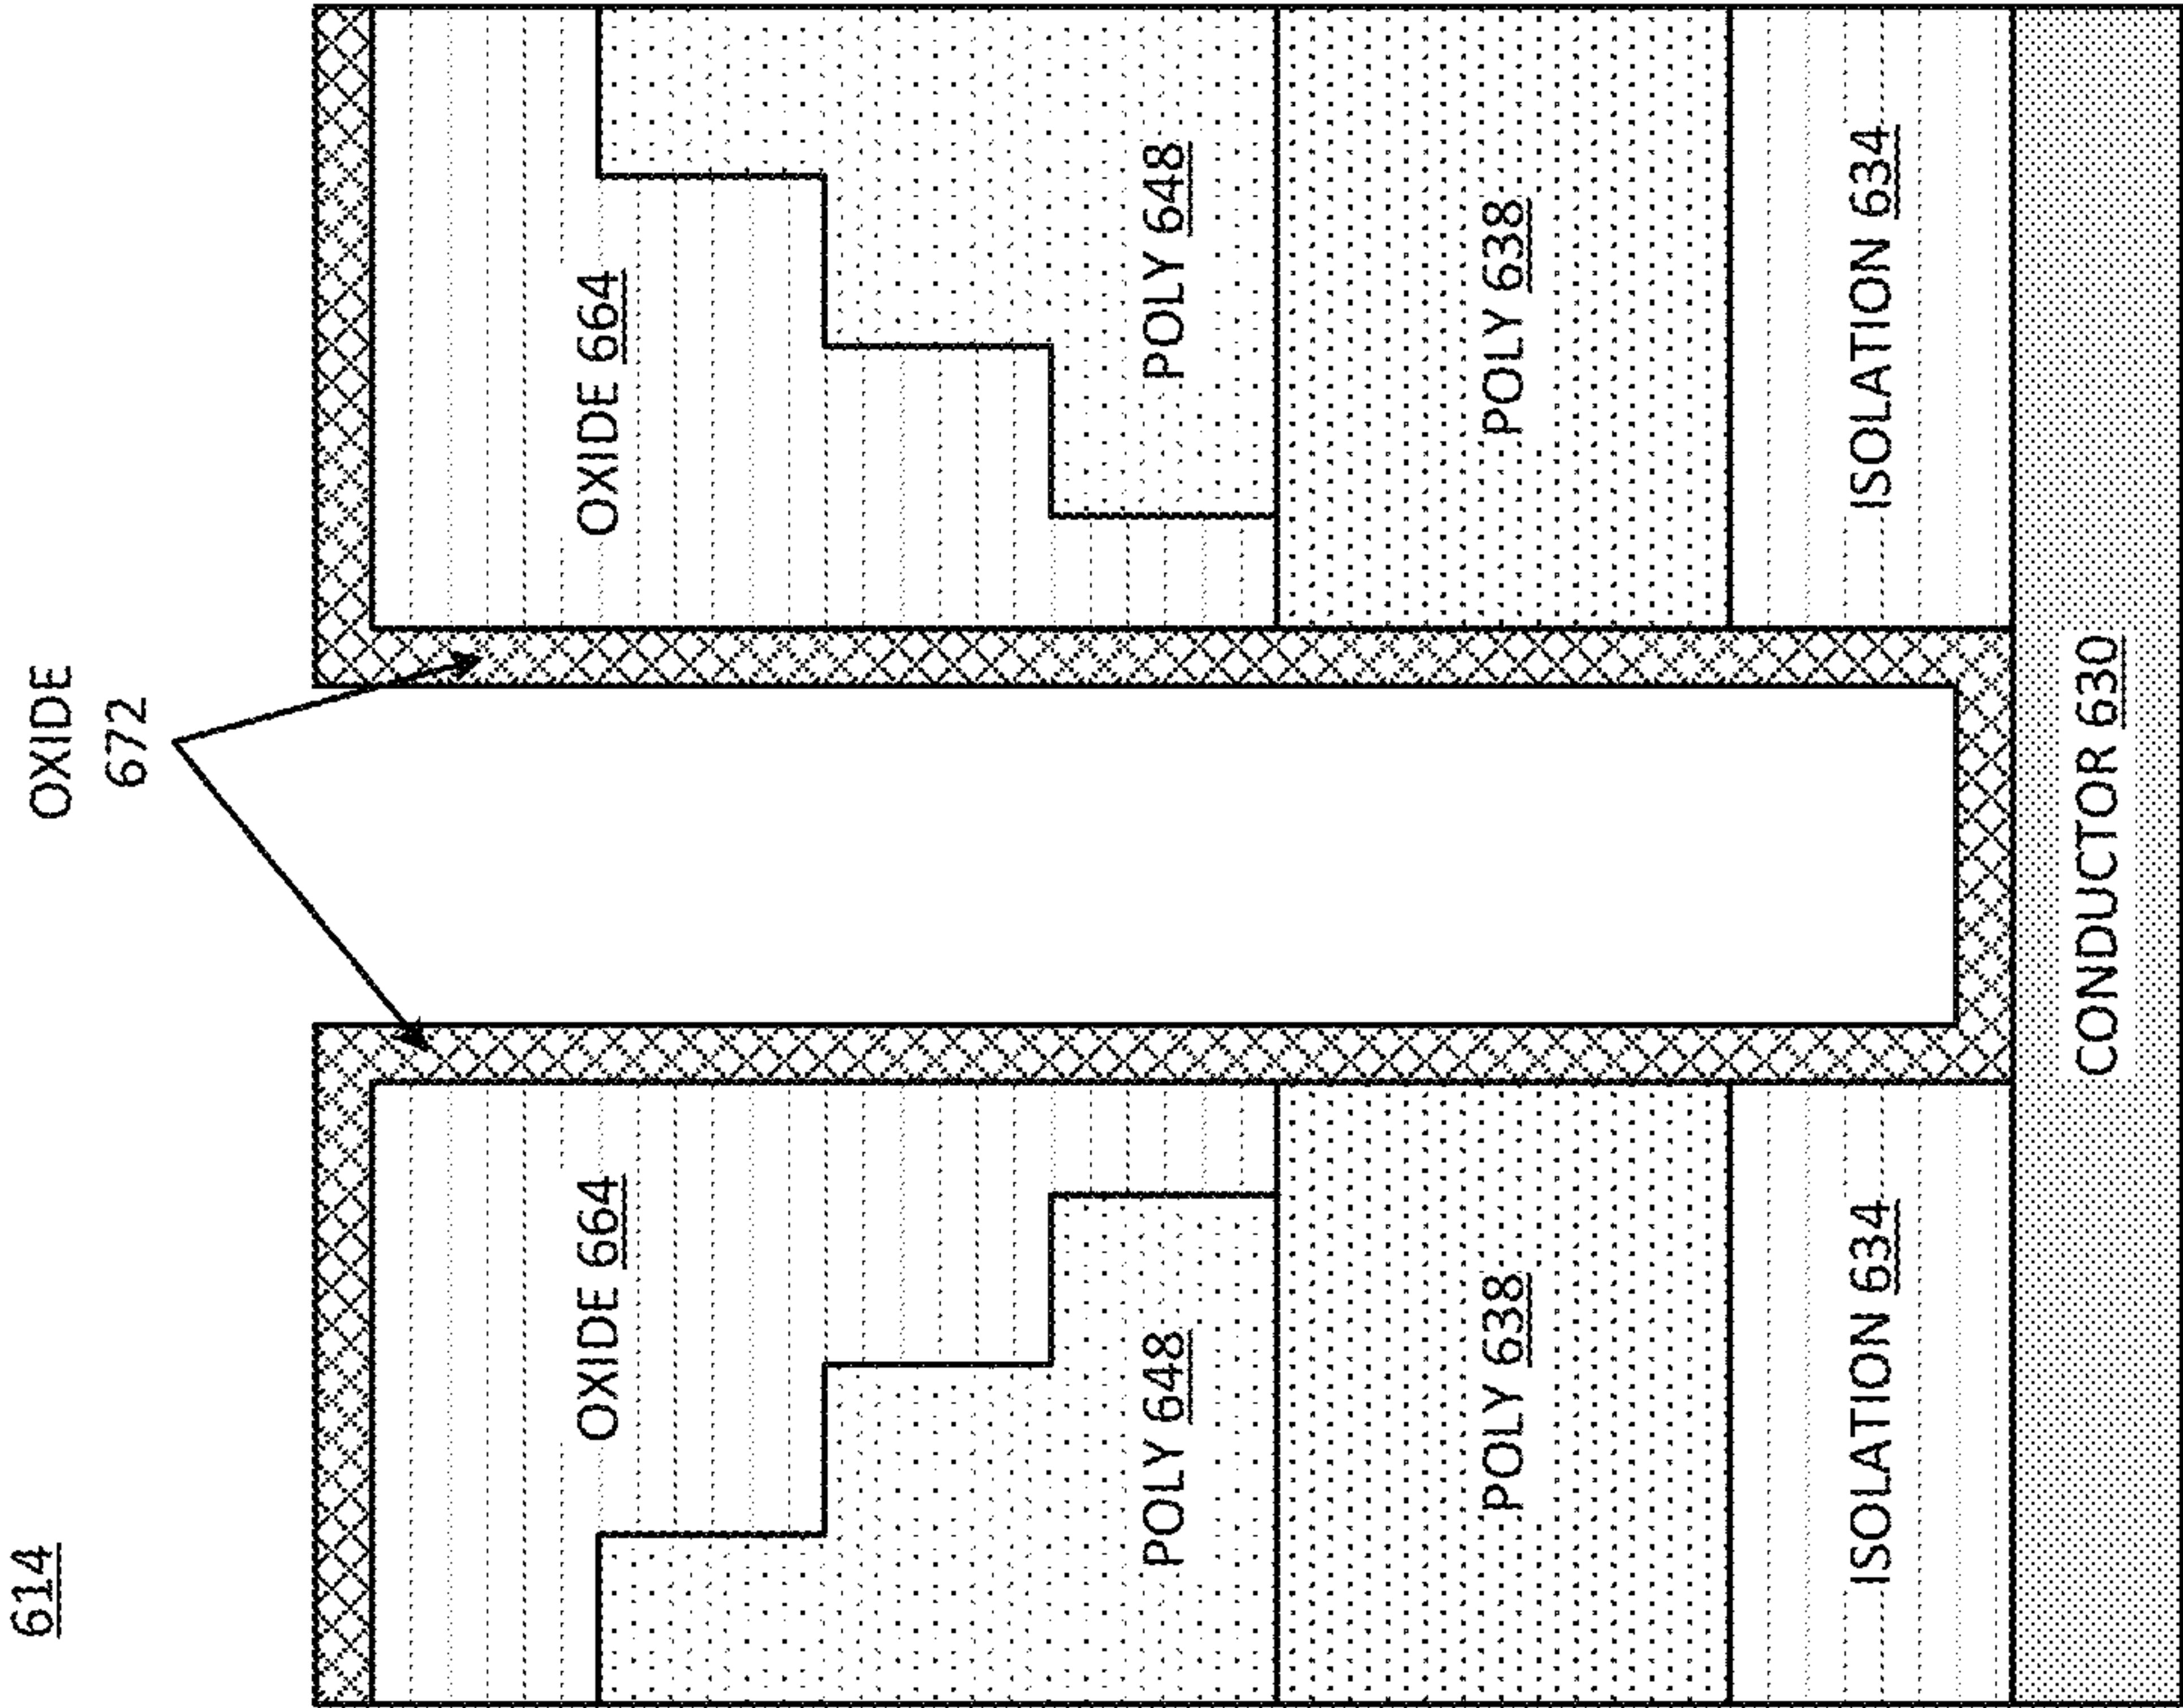 614
OXIDE
672
OXIDE 664
OXIDE 664
POLY 648
POLY 648
POLY 638
POLY 638
ISOLATION 634
ISOLATION 634
CONDUCTOR 630